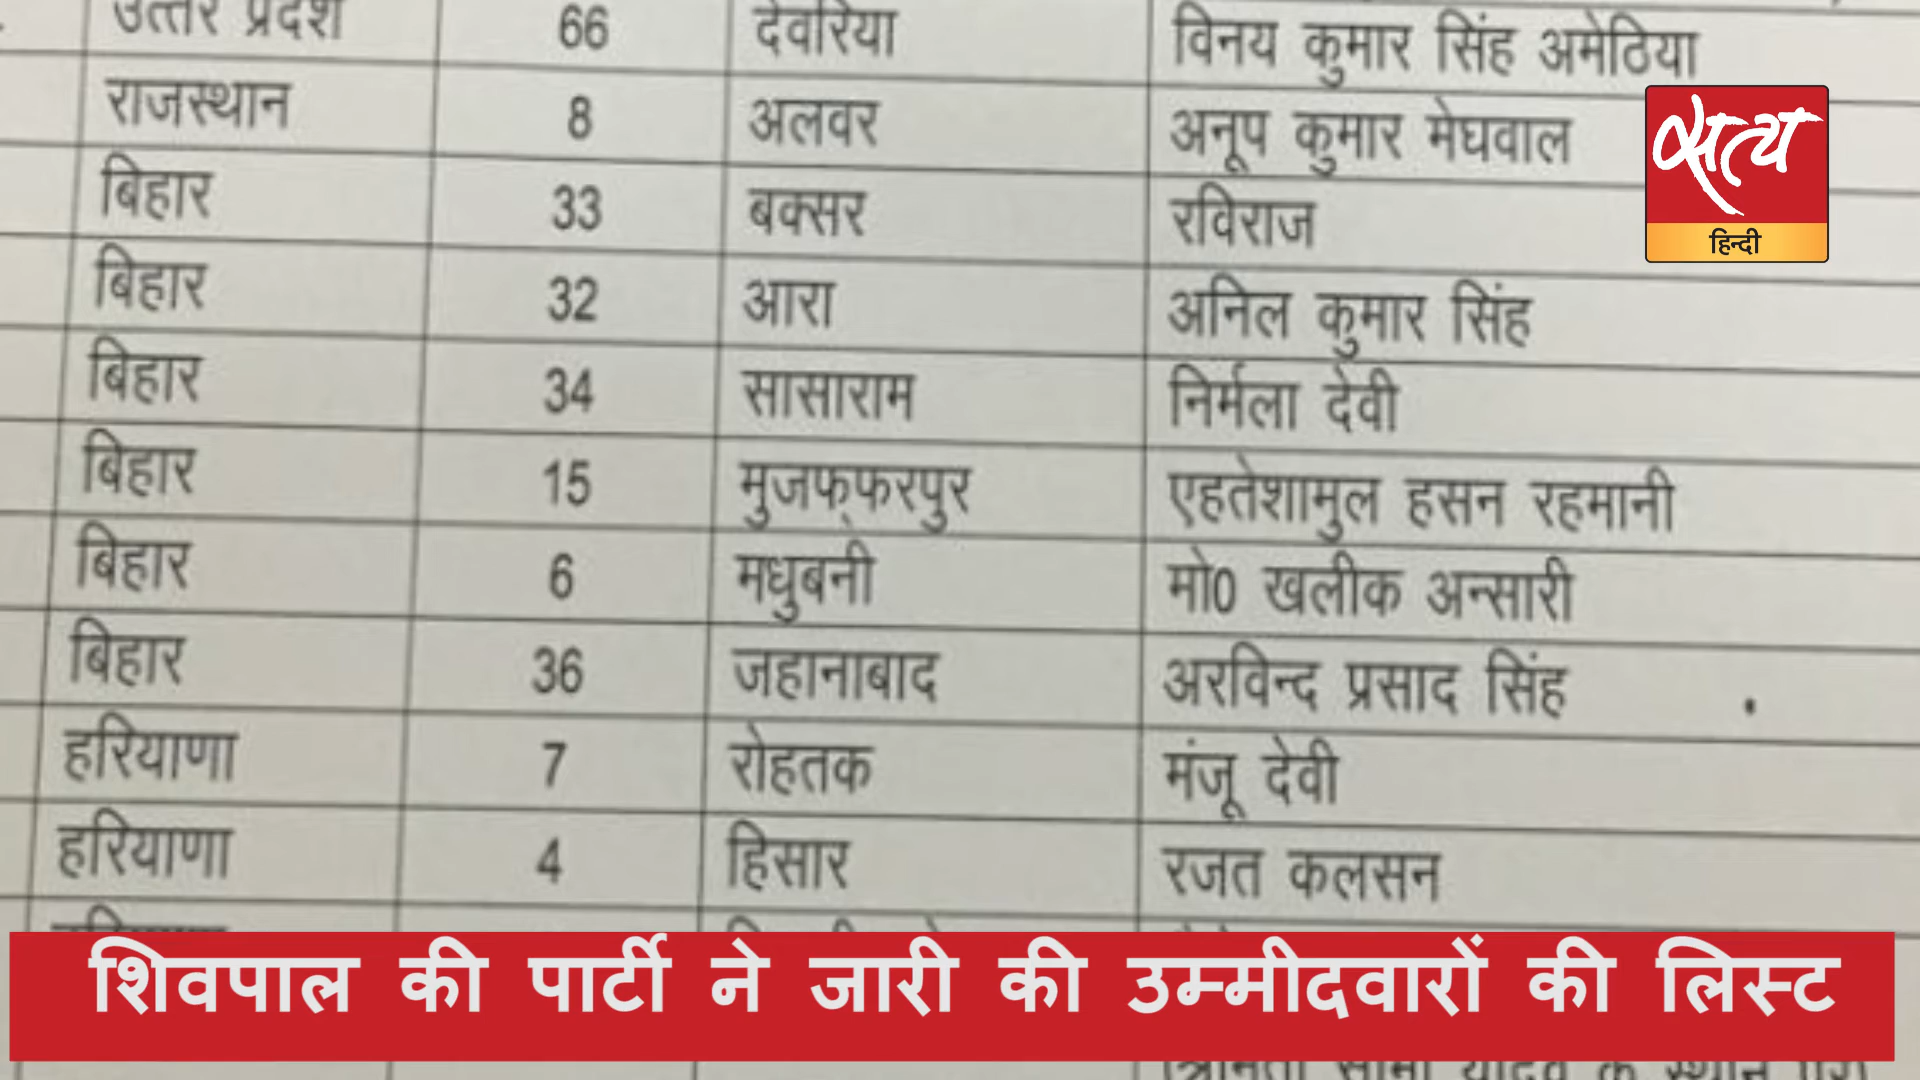 उत्तर प्रदेश 66 देवरिया विनय कुमार सिंह अमेठिया
राजस्थान 8 अलवर अनूप कुमार मेघवाल
बिहार 33 बक्सर रविराज
बिहार 32 आरा अनिल कुमार सिंह
बिहार 34 सासाराम निर्मला देवी
बिहार 15 मुजफ्फरपुर एहतेशामुल हसन रहमानी
बिहार 6 मधुबनी मो0 खलीक अन्सारी
बिहार 36 जहानाबाद अरविन्द प्रसाद सिंह
हरियाणा 7 रोहतक मंजू देवी
हरियाणा 4 हिसार रजत कलसन
सत्य
हिन्दी
शिवपाल की पार्टी ने जारी की उम्मीदवारों की लिस्ट